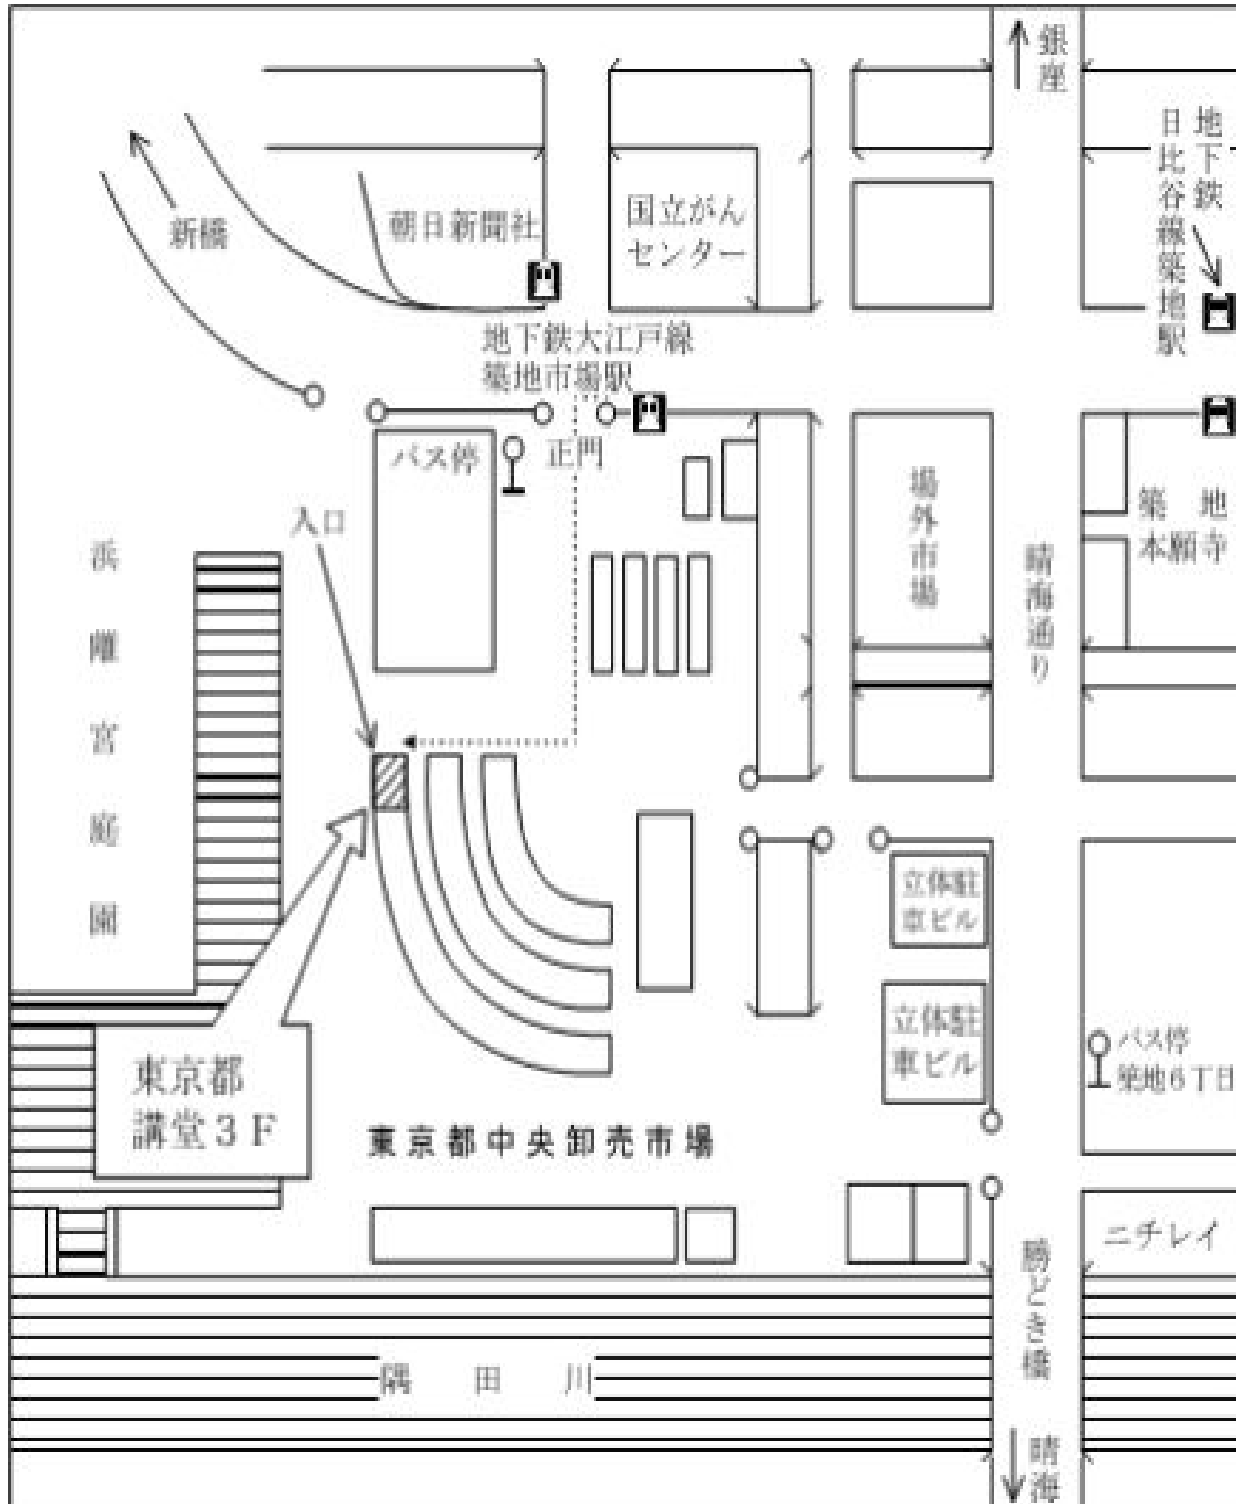 銀座
地下鉄
日比谷線築地駅
新橋
朝日新聞社
国立がん
センター
地下鉄大江戸線
築地市場駅
バス停
正門
入口
場外市場
築地
本願寺
晴海通り
浜離宮庭園
立体駐
車ビル
立体駐
車ビル
バス停
築地6丁目
東京都
講堂3F
東京都中央卸売市場
ニチレイ
勝どき橋
隅田川
晴海